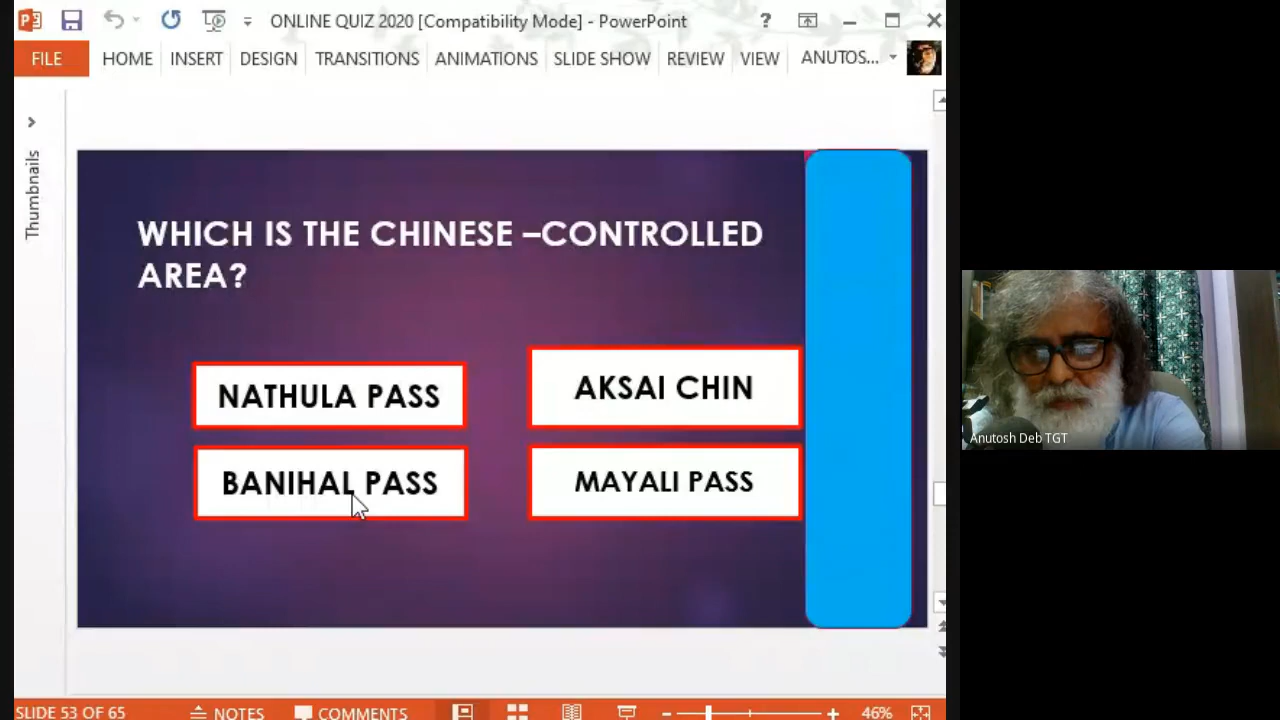 ONLINE QUIZ 2020 [Compatibility Mode] - PowerPoint
?
FILE HOME INSERT DESIGN TRANSITIONS ANIMATIONS SLIDE SHOW REVIEW VIEW ANUTOS...
Thumbnails
WHICH IS THE CHINESE –CONTROLLED
AREA?
NATHULA PASS
AKSAI CHIN
BANIHAL PASS
MAYALI PASS
Anutosh Deb TGT
SLIDE 53 OF 65 NOTES COMMENTS 46%